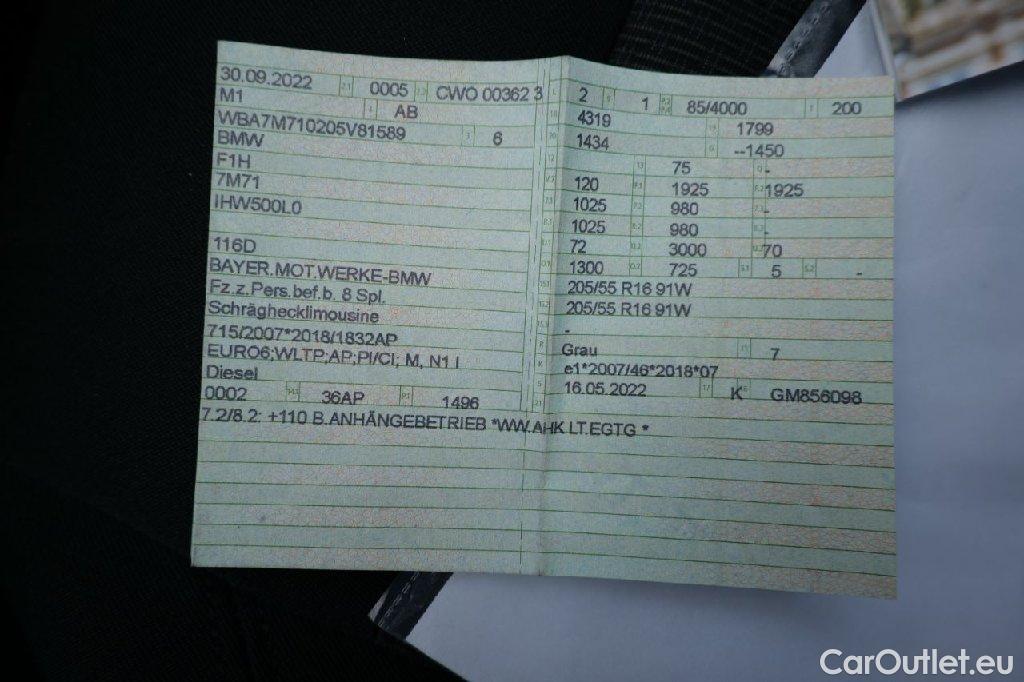 30.09.2022 0005 CWO 00362 3
M1 AB
WBA7M710205V81589 6
BMW
F1H
7M71
IHW500L0
116D
BAYER.MOT.WERKE-BMW
Fz.z.Pers.bef.b. 8 Spl.
Schräghecklimousine
715/2007*2018/1832AP
EURO6;WLTP;AP;PI/CI; M, N1 I
Diesel
0002 36AP 1496
7.2/8.2: +110 B.ANHÄNGEBETRIEB *WW.AHK LT.EGTG *
2 1 85/4000 200
4319 1799
1434 --1450
75 -
120 1925 1925
1025 980 -
1025 980 -
72 3000 70
1300 725 5 -
205/55 R16 91W
205/55 R16 91W
-
Grau 7
e1*2007/46*2018*07
16.05.2022 K GM856098
CarOutlet.eu